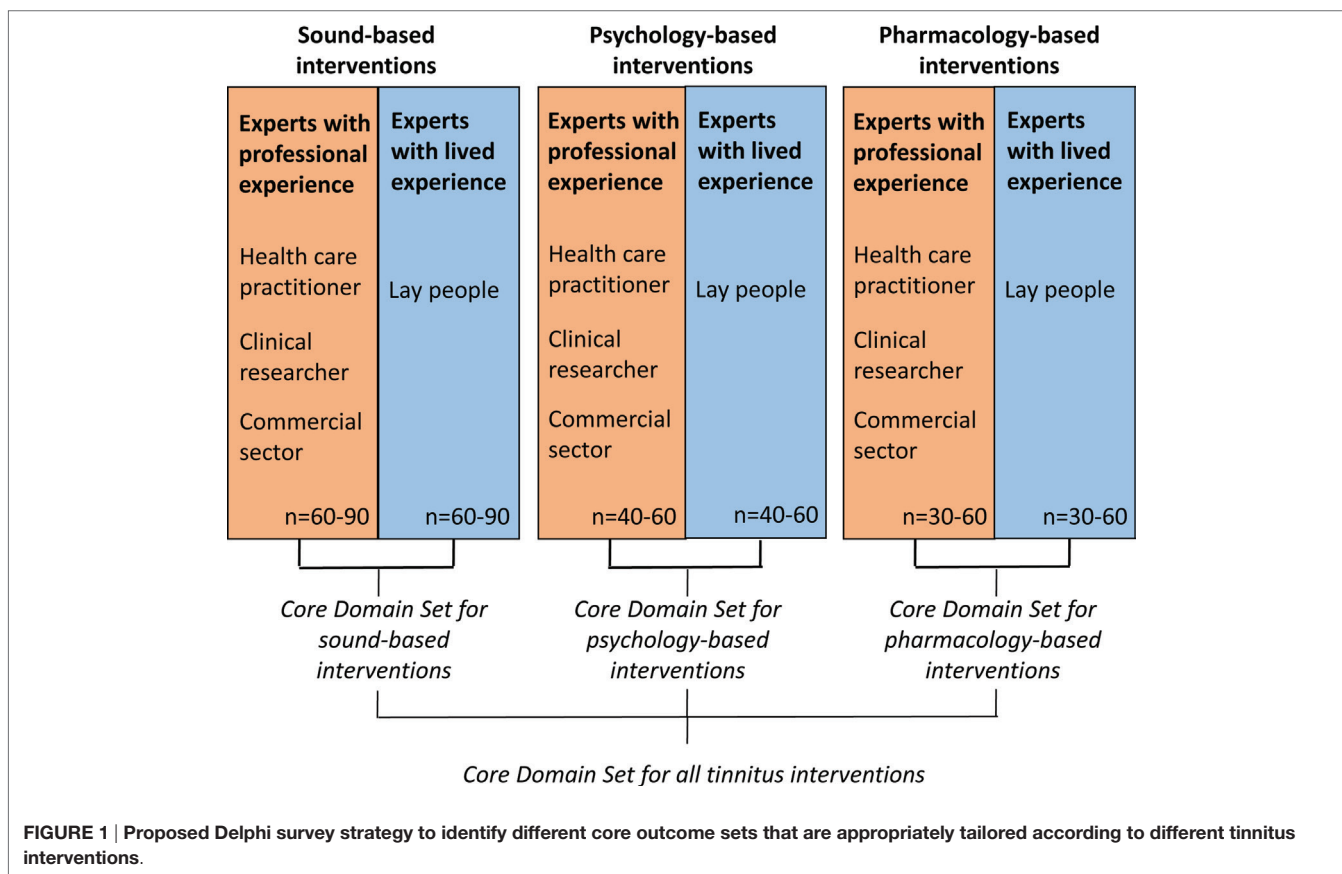 Sound-based
interventions
Experts with
professional
experience
Health care
practitioner
Clinical
researcher
Commercial
sector
n=60-90
Experts
with lived
experience
Lay people
n=60-90
Core Domain Set for
sound-based
interventions
Psychology-based
interventions
Experts with
professional
experience
Health care
practitioner
Clinical
researcher
Commercial
sector
n=40-60
Experts
with lived
experience
Lay people
n=40-60
Core Domain Set for
psychology-based
interventions
Pharmacology-based
interventions
Experts with
professional
experience
Health care
practitioner
Clinical
researcher
Commercial
sector
n=30-60
Experts
with lived
experience
Lay people
n=30-60
Core Domain Set for
pharmacology-based
interventions
Core Domain Set for all tinnitus interventions
FIGURE 1 | Proposed Delphi survey strategy to identify different core outcome sets that are appropriately tailored according to different tinnitus
interventions.